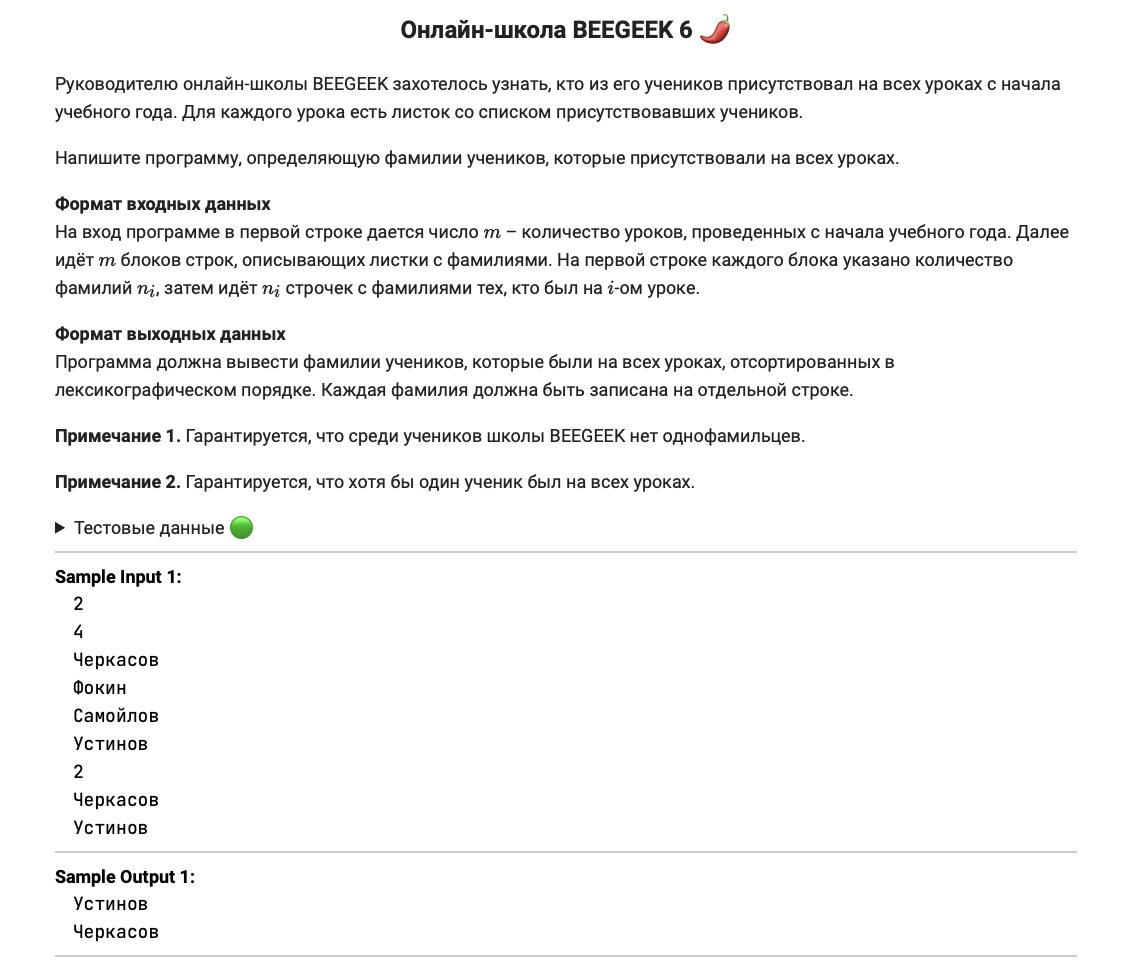 Онлайн-школа BEEGEEK 6 🌶️
Руководителю онлайн-школы BEEGEEK захотелось узнать, кто из его учеников присутствовал на всех уроках с начала
учебного года. Для каждого урока есть листок со списком присутствовавших учеников.
Напишите программу, определяющую фамилии учеников, которые присутствовали на всех уроках.
Формат входных данных
На вход программе в первой строке дается число m – количество уроков, проведенных с начала учебного года. Далее
идёт m блоков строк, описывающих листки с фамилиями. На первой строке каждого блока указано количество
фамилий nᵢ, затем идёт nᵢ строчек с фамилиями тех, кто был на i-ом уроке.
Формат выходных данных
Программа должна вывести фамилии учеников, которые были на всех уроках, отсортированных в
лексикографическом порядке. Каждая фамилия должна быть записана на отдельной строке.
Примечание 1. Гарантируется, что среди учеников школы BEEGEEK нет однофамильцев.
Примечание 2. Гарантируется, что хотя бы один ученик был на всех уроках.
▶ Тестовые данные 🟢
Sample Input 1:
2
4
Черкасов
Фокин
Самойлов
Устинов
2
Черкасов
Устинов
Sample Output 1:
Устинов
Черкасов